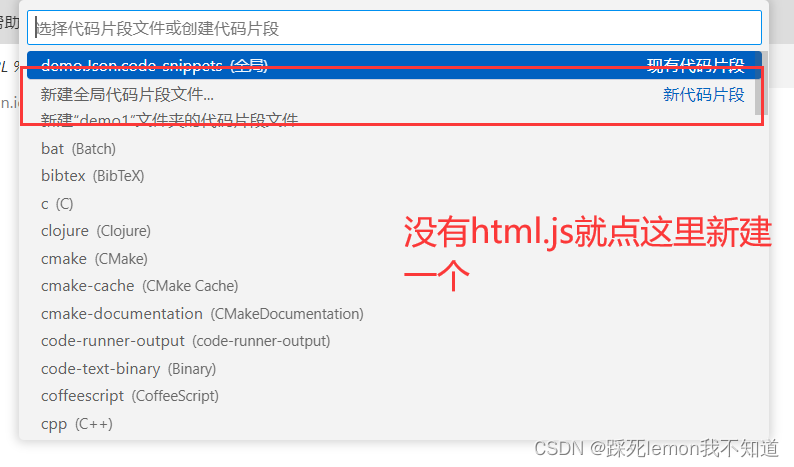 帮助
选择代码片段文件或创建代码片段
demoJson.code-snippets (全局) 现有代码片段
新建全局代码片段文件... 新代码片段
新建“demo1”文件夹的代码片段文件...
bat (Batch)
bibtex (BibTeX)
c (C)
clojure (Clojure)
cmake (CMake)
cmake-cache (CMake Cache)
cmake-documentation (CMakeDocumentation)
code-runner-output (code-runner-output)
code-text-binary (Binary)
coffeescript (CoffeeScript)
cpp (C++)
没有html.js就点这里新建
一个
CSDN @踩死lemon我不知道